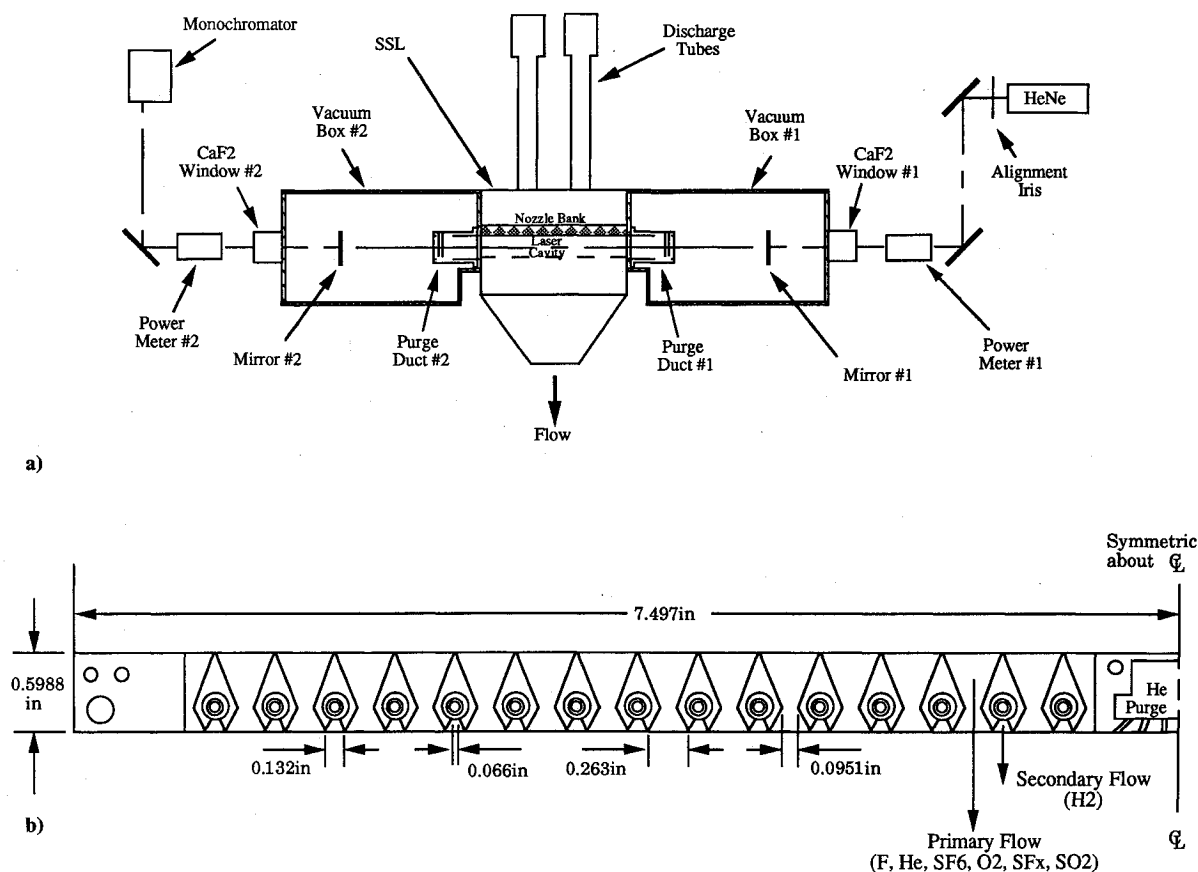 Monochromator
SSL
Discharge
Tubes
HeNe
Vacuum
Box #2
Vacuum
Box #1
CaF2
Window #2
CaF2
Window #1
Alignment
Iris
Nozzle Bank
Laser
Cavity
Power
Meter #2
Mirror #2
Purge
Duct #2
Purge
Duct #1
Mirror #1
Power
Meter #1
Flow
a)
Symmetric
about ℄
7.497in
0.5988
in
He
Purge
0.132in
0.066in
0.263in
0.0951in
Secondary Flow
(H2)
b)
℄
Primary Flow
(F, He, SF6, O2, SFx, SO2)